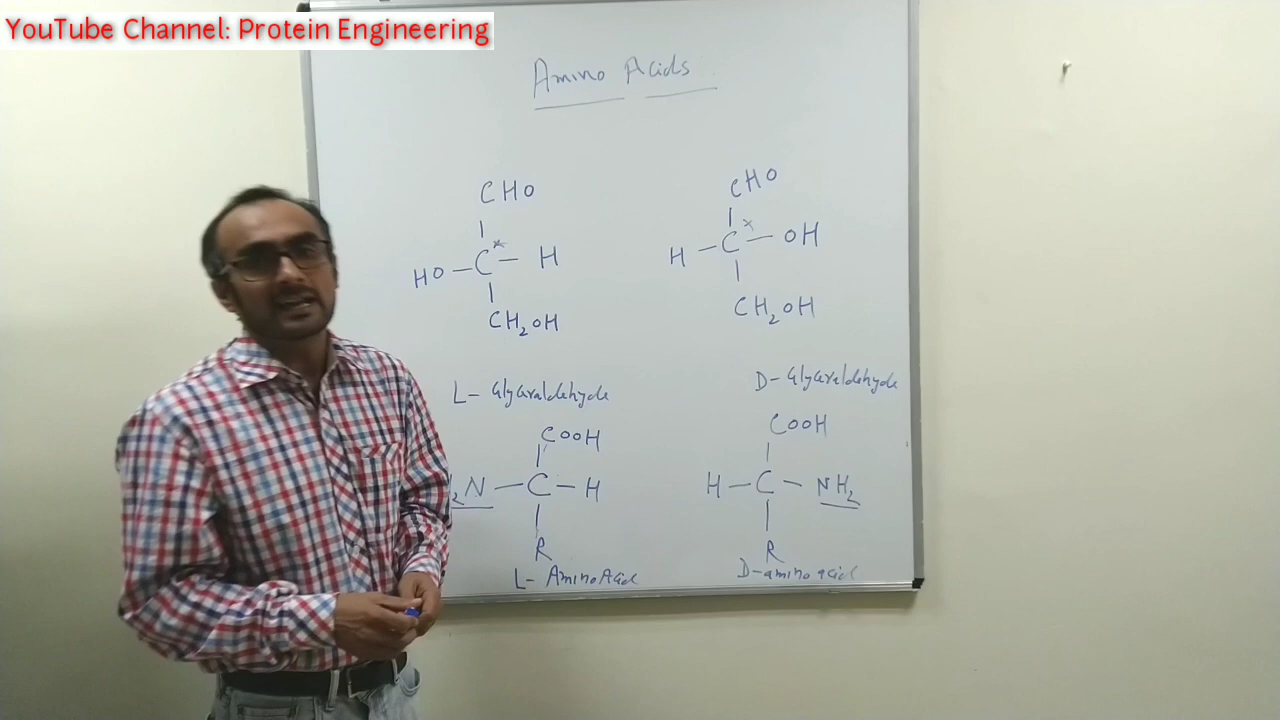 YouTube Channel: Protein Engineering
Amino Acids
CHO
C*
HO – C – H
CH2OH
L- Glyceraldehyde
CHO
C*
H – C – OH
CH2OH
D- Glyceraldehyde
COOH
2N – C – H
R
L- Amino Acid
COOH
H – C – NH2
R
D-amino acid